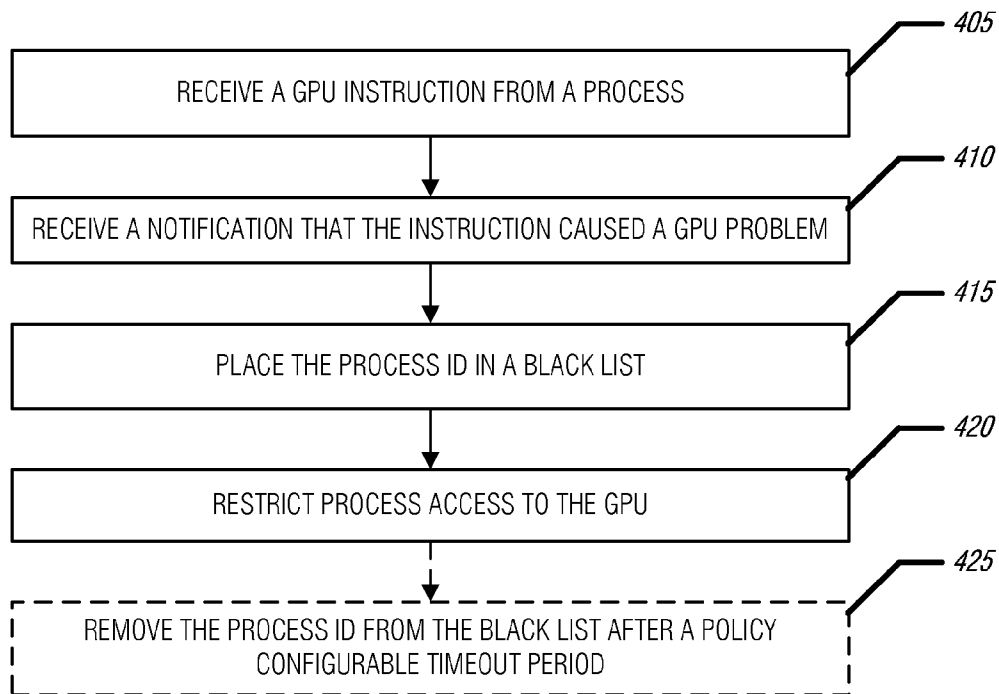 405
RECEIVE A GPU INSTRUCTION FROM A PROCESS
410
RECEIVE A NOTIFICATION THAT THE INSTRUCTION CAUSED A GPU PROBLEM
415
PLACE THE PROCESS ID IN A BLACK LIST
420
RESTRICT PROCESS ACCESS TO THE GPU
425
REMOVE THE PROCESS ID FROM THE BLACK LIST AFTER A POLICY
CONFIGURABLE TIMEOUT PERIOD